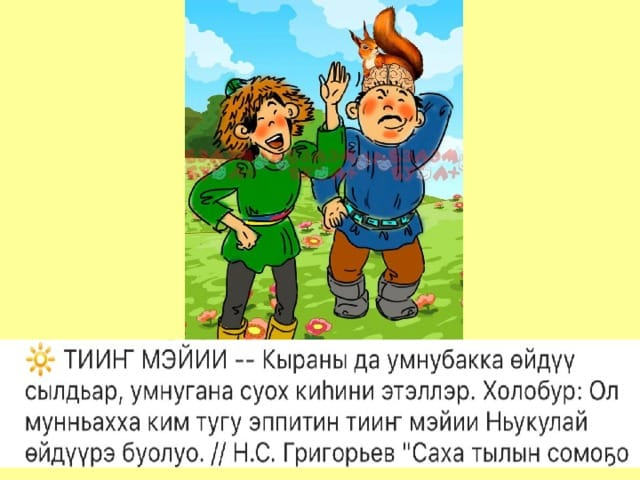 🔆 ТИИҤ МЭЙИИ -- Кыраны да умнубакка өйдүү
сылдьар, умнугана суох киһини этэллэр. Холобур: Ол
мунньахха ким тугу эппитин тииҥ мэйии Ньукулай
өйдүүрэ буолуо. // Н.С. Григорьев "Саха тылын сомоҕо